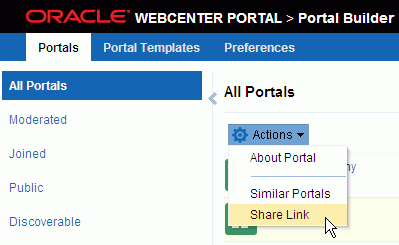 ORACLE WEBCENTER PORTAL > Portal Builder
Portals Portal Templates Preferences
All Portals
Moderated
Joined
Public
Discoverable
All Portals
Actions
About Portal
Similar Portals
Share Link